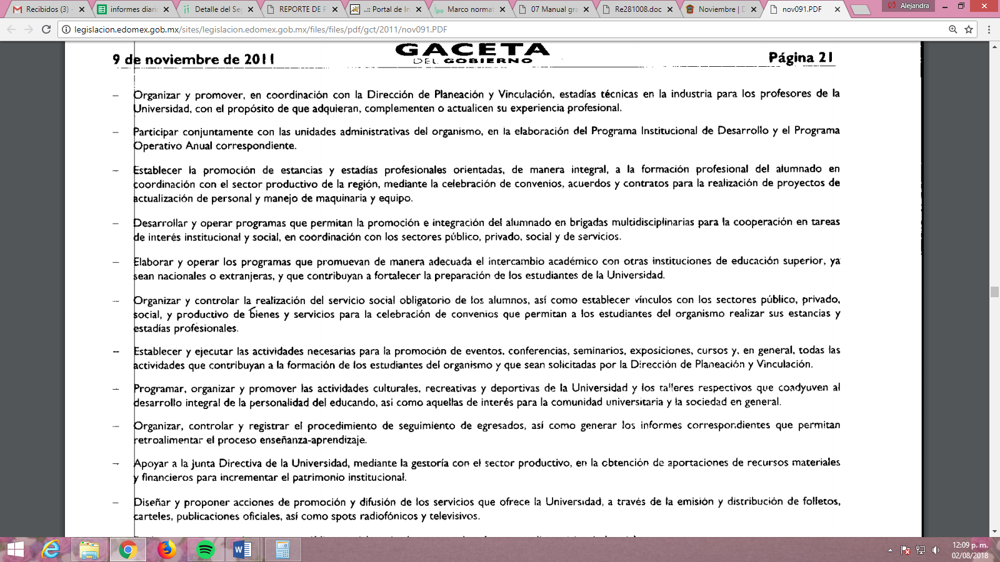 Recibidos (3) -
informes diari
Detalle del Se
REPORTE DE P
..:: Portal de In
Marco normat
07 Manual gra
Re281008.doc
Noviembre | D
nov091.PDF
Alejandra
legislacion.edomex.gob.mx/sites/legislacion.edomex.gob.mx/files/files/pdf/gct/2011/nov091.PDF
9 de noviembre de 2011
GACETA
DEL GOBIERNO
Página 21
– Organizar y promover, en coordinación con la Dirección de Planeación y Vinculación, estadías técnicas en la industria para los profesores de la
Universidad, con el propósito de que adquieran, complementen o actualicen su experiencia profesional.
– Participar conjuntamente con las unidades administrativas del organismo, en la elaboración del Programa Institucional de Desarrollo y el Programa
Operativo Anual correspondiente.
– Establecer la promoción de estancias y estadías profesionales orientadas, de manera integral, a la formación profesional del alumnado en
coordinación con el sector productivo de la región, mediante la celebración de convenios, acuerdos y contratos para la realización de proyectos de
actualización de personal y manejo de maquinaria y equipo.
– Desarrollar y operar programas que permitan la promoción e integración del alumnado en brigadas multidisciplinarias para la cooperación en tareas
de interés institucional y social, en coordinación con los sectores público, privado, social y de servicios.
– Elaborar y operar los programas que promuevan de manera adecuada el intercambio académico con otras instituciones de educación superior, ya
sean nacionales o extranjeras, y que contribuyan a fortalecer la preparación de los estudiantes de la Universidad.
– Organizar y controlar la realización del servicio social obligatorio de los alumnos, así como establecer vínculos con los sectores público, privado,
social, y productivo de bienes y servicios para la celebración de convenios que permitan a los estudiantes del organismo realizar sus estancias y
estadías profesionales.
– Establecer y ejecutar las actividades necesarias para la promoción de eventos, conferencias, seminarios, exposiciones, cursos y, en general, todas las
actividades que contribuyan a la formación de los estudiantes del organismo y que sean solicitadas por la Dirección de Planeación y Vinculación.
– Programar, organizar y promover las actividades culturales, recreativas y deportivas de la Universidad y los talleres respectivos que coadyuven al
desarrollo integral de la personalidad del educando, así como aquellas de interés para la comunidad universitaria y la sociedad en general.
– Organizar, controlar y registrar el procedimiento de seguimiento de egresados, así como generar los informes correspondientes que permitan
retroalimentar el proceso enseñanza-aprendizaje.
– Apoyar a la Junta Directiva de la Universidad, mediante la gestoría con el sector productivo, en la obtención de aportaciones de recursos materiales
y financieros para incrementar el patrimonio institucional.
– Diseñar y proponer acciones de promoción y difusión de los servicios que ofrece la Universidad, a través de la emisión y distribución de folletos,
carteles, publicaciones oficiales, así como spots radiofónicos y televisivos.
12:09 p. m.
02/08/2018